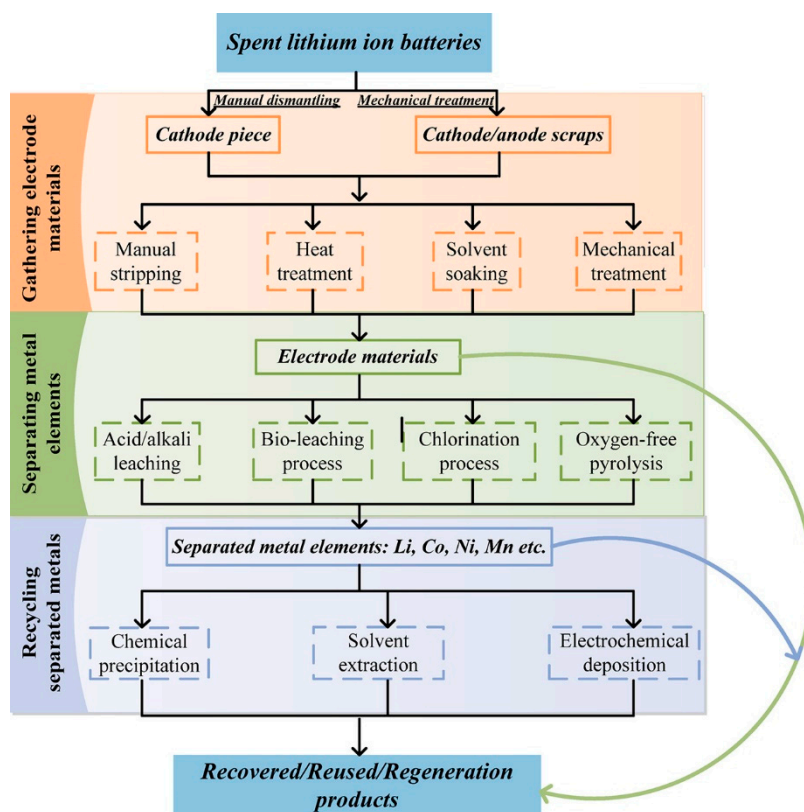 Spent lithium ion batteries
Manual dismantling
Mechanical treatment
Gathering electrode
materials
Cathode piece
Cathode/anode scraps
Manual
stripping
Heat
treatment
Solvent
soaking
Mechanical
treatment
Separating metal
elements
Electrode materials
Acid/alkali
leaching
Bio-leaching
process
Chlorination
process
Oxygen-free
pyrolysis
Recycling
separated metals
Separated metal elements: Li, Co, Ni, Mn etc.
Chemical
precipitation
Solvent
extraction
Electrochemical
deposition
Recovered/Reused/Regeneration
products